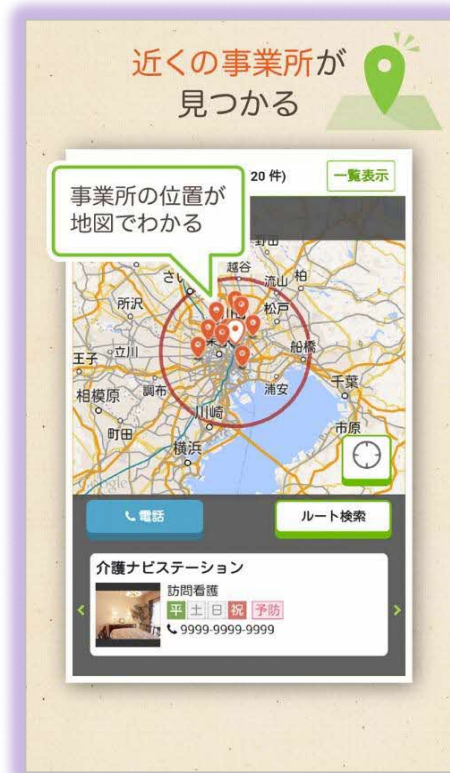 近くの事業所が
見つかる
20 件)
一覧表示
事業所の位置が
地図でわかる
越谷
流山
柏
所沢
松戸
王子
立川
船橋
相模原
調布
浦安
千葉
川崎
町田
市原
横浜
Google
電話
ルート検索
介護ナビステーション
訪問看護
平 土 日 祝 予防
9999-9999-9999